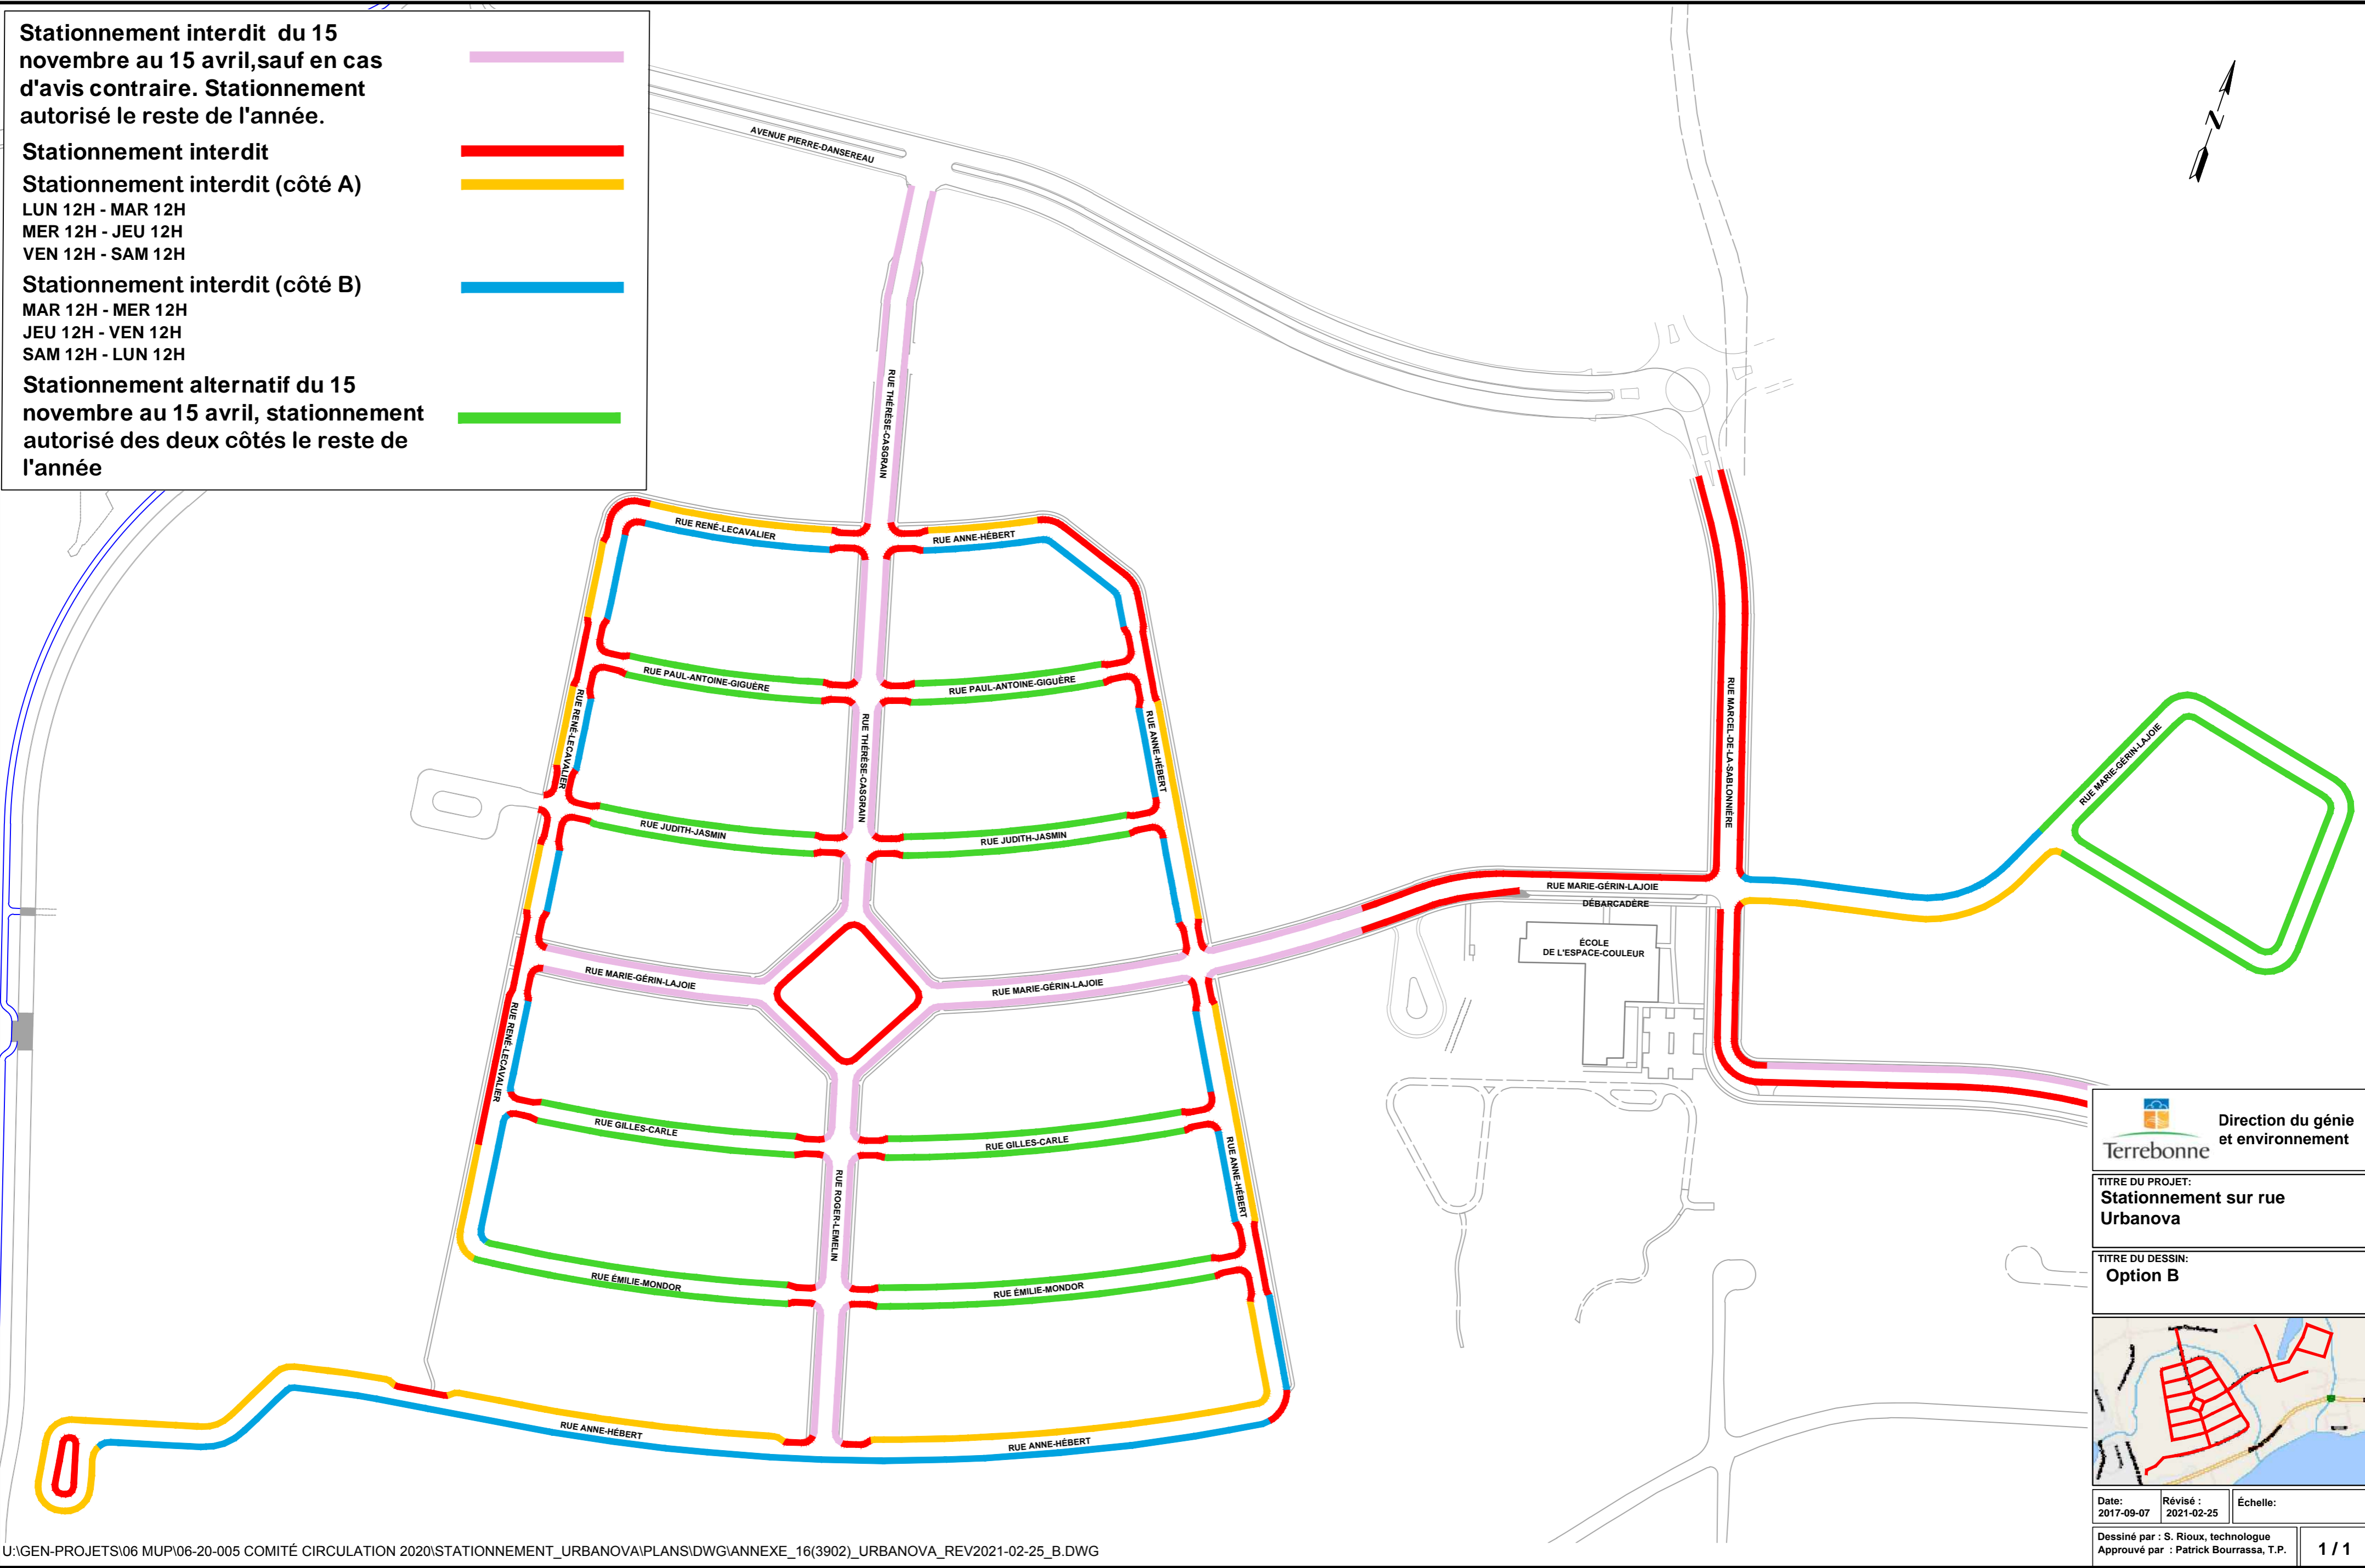 Stationnement interdit du 15
novembre au 15 avril,sauf en cas
d'avis contraire. Stationnement
autorisé le reste de l'année.
Stationnement interdit
Stationnement interdit (côté A)
LUN 12H - MAR 12H
MER 12H - JEU 12H
VEN 12H - SAM 12H
Stationnement interdit (côté B)
MAR 12H - MER 12H
JEU 12H - VEN 12H
SAM 12H - LUN 12H
Stationnement alternatif du 15
novembre au 15 avril, stationnement
autorisé des deux côtés le reste de
l'année
N
AVENUE PIERRE-DANSEREAU
RUE THÉRÈSE-CASGRAIN
RUE RENÉ-LECAVALIER
RUE ANNE-HÉBERT
RUE PAUL-ANTOINE-GIGUÈRE
RUE PAUL-ANTOINE-GIGUÈRE
RUE RENÉ-LECAVALIER
RUE THÉRÈSE-CASGRAIN
RUE ANNE-HÉBERT
RUE MARCEL-DE-LA-SABLONNIÈRE
RUE MARIE-GÉRIN-LAJOIE
RUE JUDITH-JASMIN
RUE JUDITH-JASMIN
RUE MARIE-GÉRIN-LAJOIE
DÉBARCADÈRE
ÉCOLE
DE L'ESPACE-COULEUR
RUE MARIE-GÉRIN-LAJOIE
RUE MARIE-GÉRIN-LAJOIE
RUE RENÉ-LECAVALIER
RUE GILLES-CARLE
RUE GILLES-CARLE
RUE ROGER-LEMELIN
RUE ANNE-HÉBERT
RUE ÉMILIE-MONDOR
RUE ÉMILIE-MONDOR
RUE ANNE-HÉBERT
RUE ANNE-HÉBERT
Terrebonne
Direction du génie
et environnement
TITRE DU PROJET:
Stationnement sur rue
Urbanova
TITRE DU DESSIN:
Option B
Date:
2017-09-07
Révisé :
2021-02-25
Échelle:
Dessiné par : S. Rioux, technologue
Approuvé par : Patrick Bourrassa, T.P.
1 / 1
U:\GEN-PROJETS\06 MUP\06-20-005 COMITÉ CIRCULATION 2020\STATIONNEMENT_URBANOVA\PLANS\DWG\ANNEXE_16(3902)_URBANOVA_REV2021-02-25_B.DWG